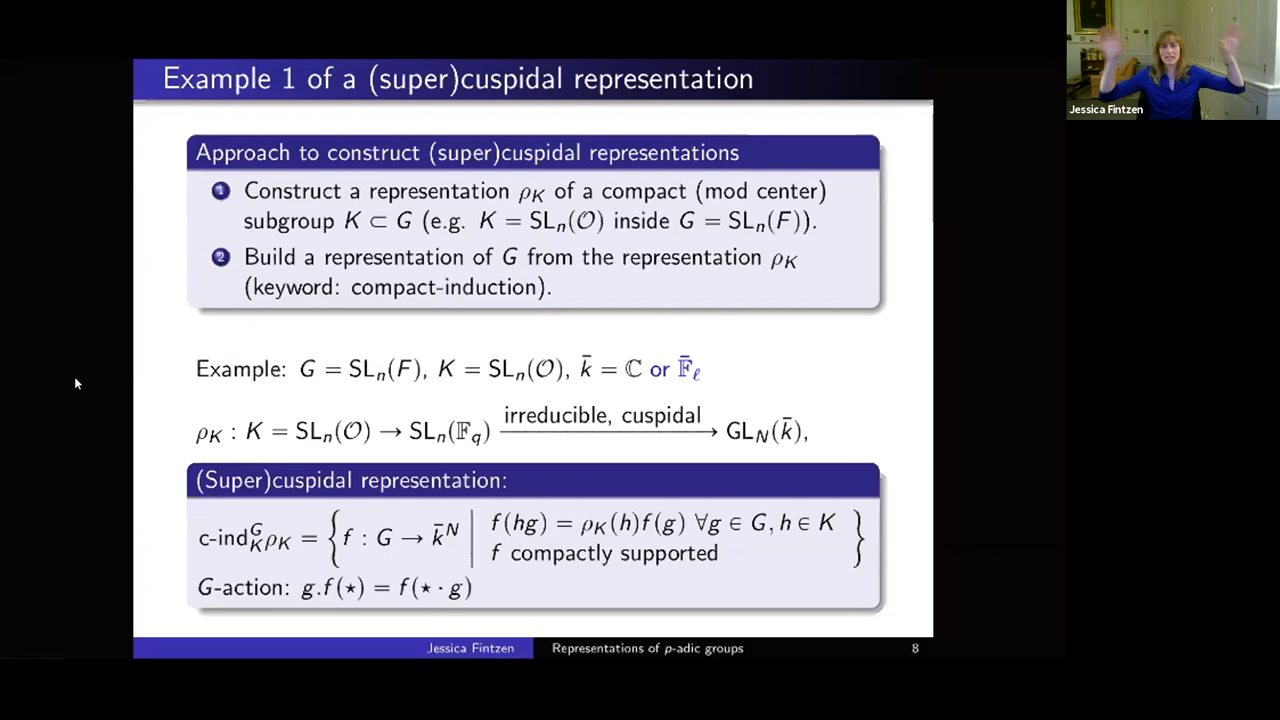 Example 1 of a (super)cuspidal representation
Jessica Fintzen
Approach to construct (super)cuspidal representations
1 Construct a representation ρ_K of a compact (mod center)
subgroup K ⊂ G (e.g. K = SL_n(𝒪) inside G = SL_n(F)).
2 Build a representation of G from the representation ρ_K
(keyword: compact-induction).
Example: G = SL_n(F), K = SL_n(𝒪), k̄ = ℂ or 𝔽̄_ℓ
ρ_K : K = SL_n(𝒪) → SL_n(𝔽_q) irreducible, cuspidal → GL_N(k̄),
(Super)cuspidal representation:
c-ind_K^G ρ_K = { f : G → k̄^N | f(hg) = ρ_K(h)f(g) ∀g ∈ G, h ∈ K }
f compactly supported
G-action: g.f(⋆) = f(⋆ · g)
Jessica Fintzen Representations of p-adic groups 8